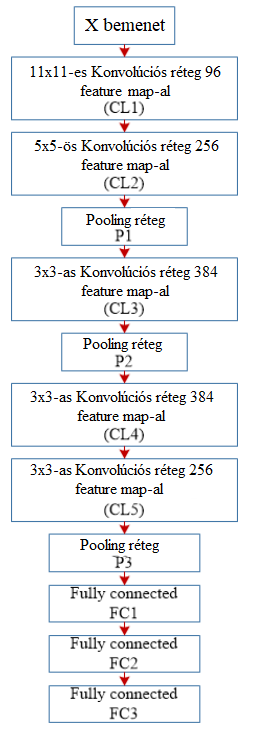 X bemenet
11x11-es Konvolúciós réteg 96
feature map-al
(CL1)
5x5-ös Konvolúciós réteg 256
feature map-al
(CL2)
Pooling réteg
P1
3x3-as Konvolúciós réteg 384
feature map-al
(CL3)
Pooling réteg
P2
3x3-as Konvolúciós réteg 384
feature map-al
(CL4)
3x3-as Konvolúciós réteg 256
feature map-al
(CL5)
Pooling réteg
P3
Fully connected
FC1
Fully connected
FC2
Fully connected
FC3